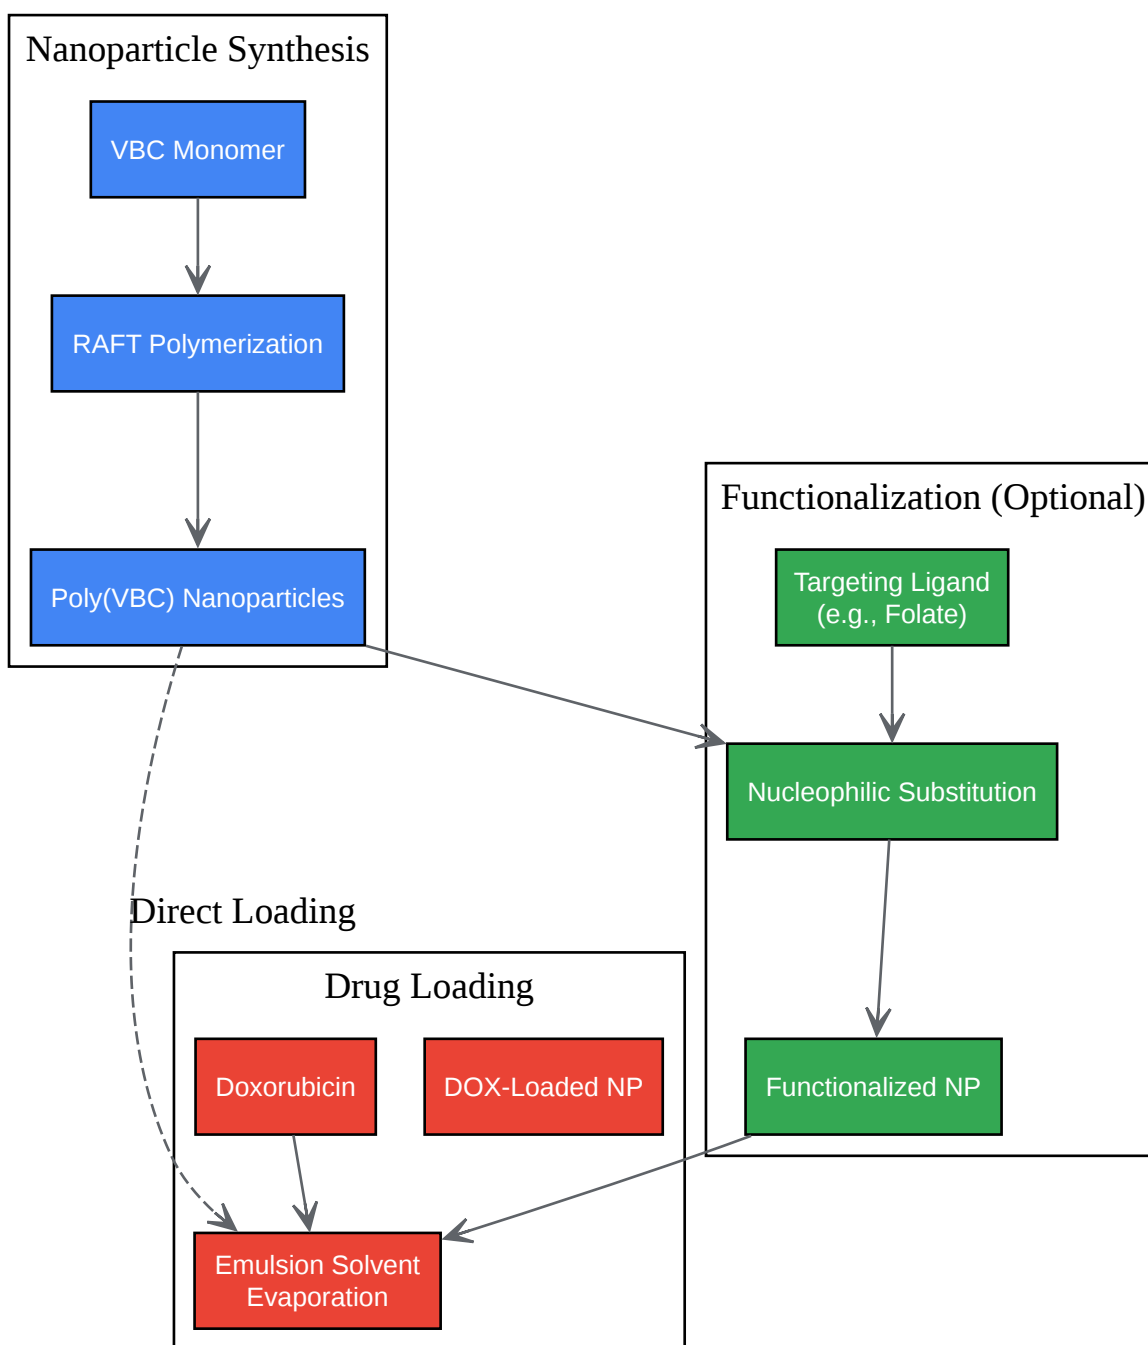 Nanoparticle Synthesis
VBC Monomer
RAFT Polymerization
Poly(VBC) Nanoparticles
Functionalization (Optional)
Targeting Ligand
(e.g., Folate)
Nucleophilic Substitution
Functionalized NP
Direct Loading
Drug Loading
Doxorubicin
DOX-Loaded NP
Emulsion Solvent
Evaporation